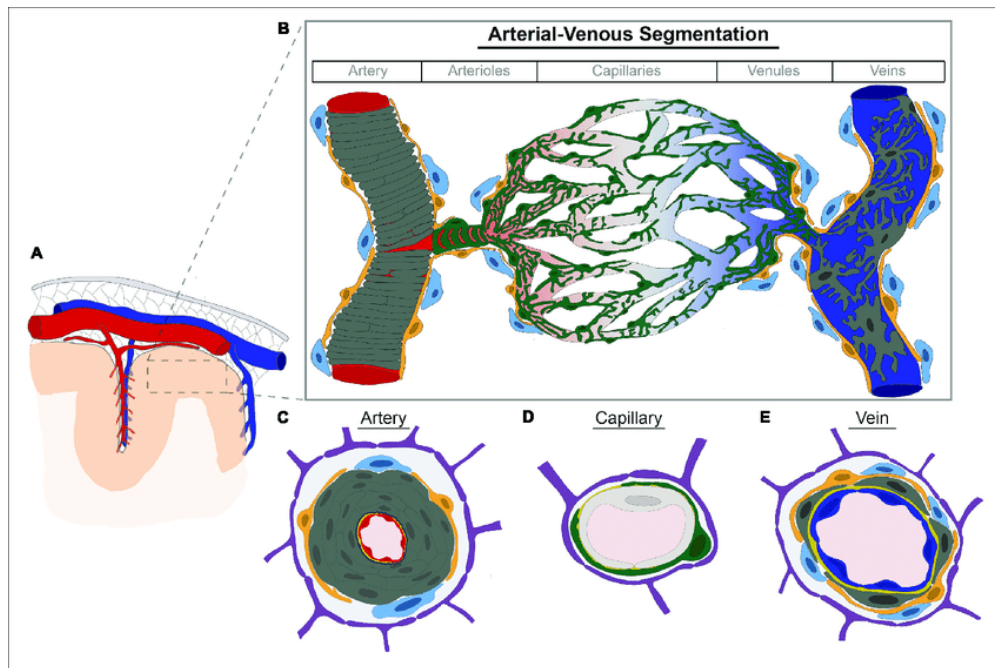 B
Arterial-Venous Segmentation
Artery Arterioles Capillaries Venules Veins
A
C Artery
D Capillary
E Vein